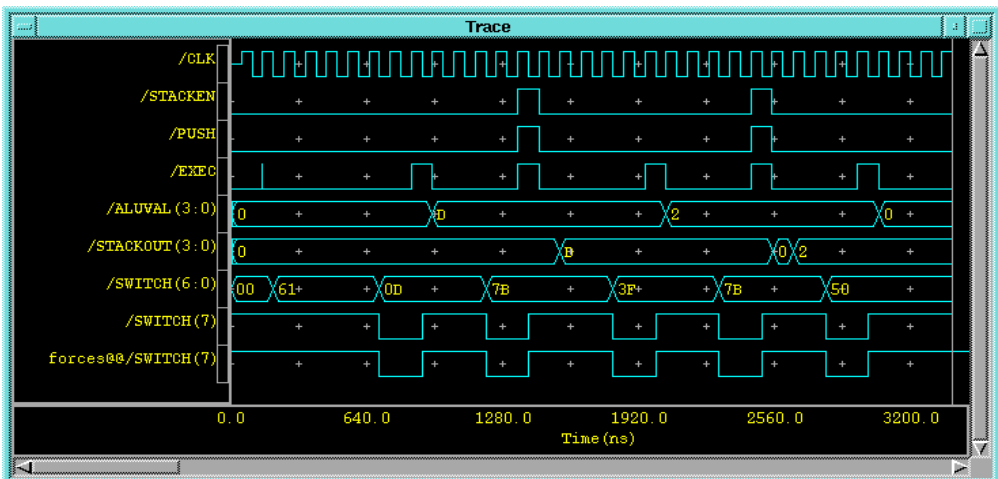 Trace
/CLK
/STACKEN
/PUSH
/EXEC
/ALUVAL(3:0) 0 D 2 0
/STACKOUT(3:0) 0 0 2
/SWITCH(6:0) 00 61 0D 7B 3F 7B 50
/SWITCH(7)
forces@@/SWITCH(7)
0.0 640.0 1280.0 1920.0 2560.0 3200.0
Time(ns)